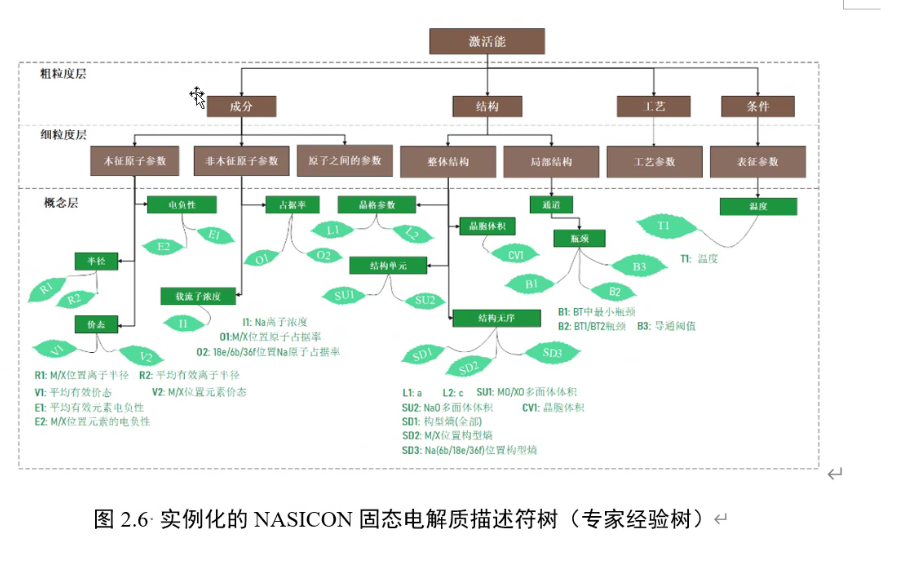 激活能
粗粒度层
成分
结构
工艺
条件
细粒度层
本征原子参数
非本征原子参数
原子之间的参数
整体结构
局部结构
工艺参数
表征参数
概念层
电负性
占据率
晶格参数
通道
温度
E2
E1
O1
O2
L1
L2
晶胞体积
CV1
瓶颈
T1
T1: 温度
半径
R1
R2
载流子浓度
I1
结构单元
SU1
SU2
B1
B3
B2
价态
V1
V2
I1: Na离子浓度
O1:M/X位置原子占据率
O2: 18e/6b/36f位置Na原子占据率
结构无序
SD1
SD2
SD3
B1: BT中最小瓶颈
B2: BT1/BT2瓶颈 B3: 导通阈值
R1: M/X位置离子半径 R2: 平均有效离子半径
V1: 平均有效价态 V2: M/X位置元素价态
E1: 平均有效元素电负性
E2: M/X位置元素的电负性
L1: a L2: c SU1: MO/XO多面体体积
SU2: NaO多面体体积 CV1: 晶胞体积
SD1: 构型熵(全部)
SD2: M/X位置构型熵
SD3: Na(6b/18e/36f)位置构型熵
图 2.6 实例化的 NASICON 固态电解质描述符树（专家经验树）